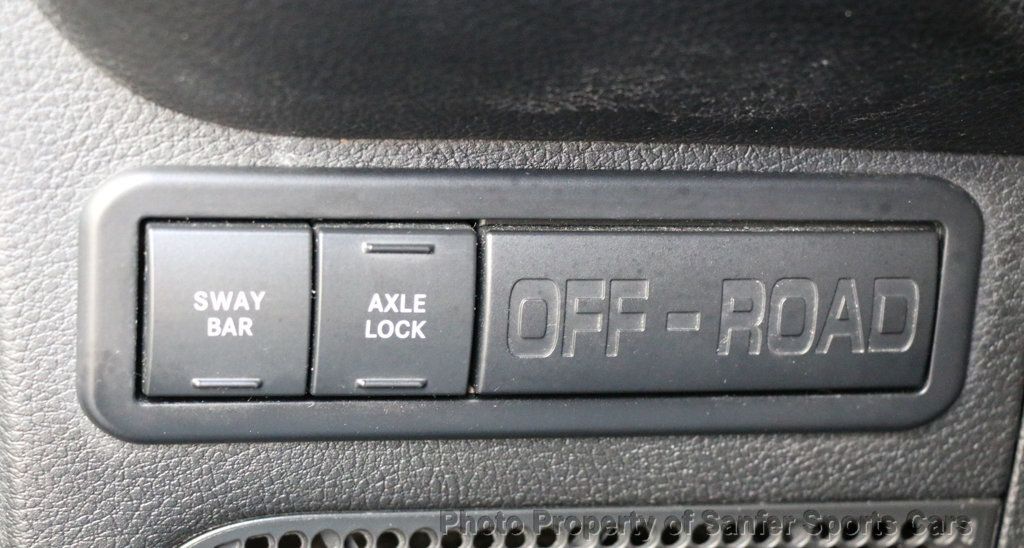 SWAY
BAR
AXLE
LOCK
OFF-ROAD
Photo Property of Sanfer Sports Cars